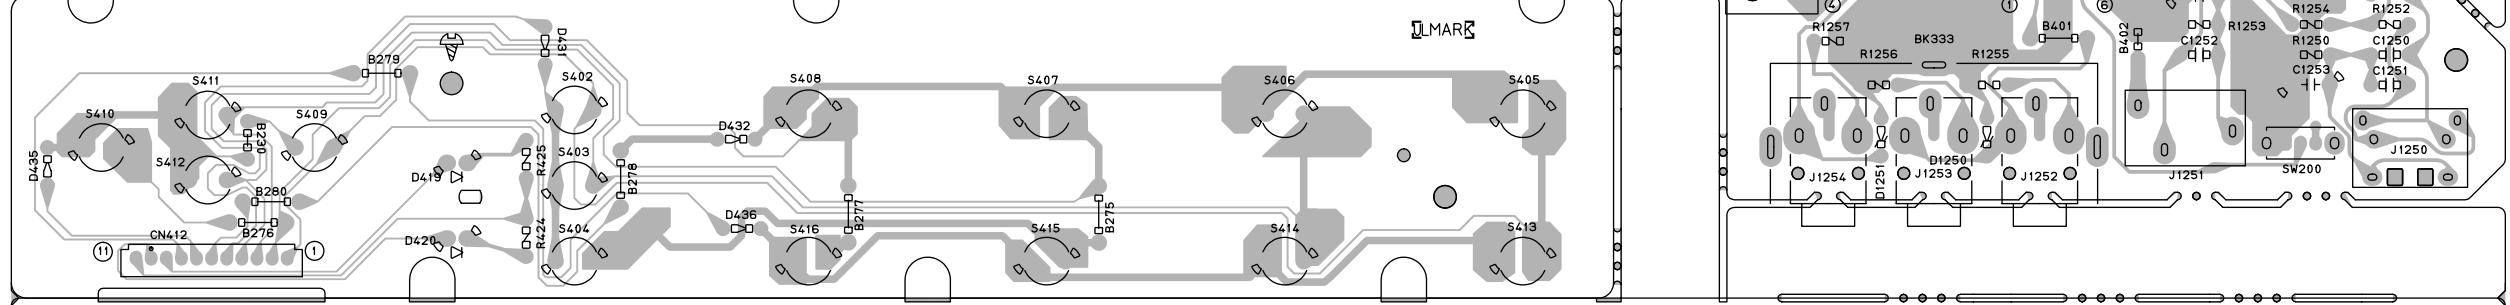 4
1
6
R1257
B401
B402
R1254
R1252
R1253
R1250
C1250
C1252
C1253
C1251
R1256
BK333
R1255
ULMARK
D431
B279
S411
S402
S408
S407
S406
S405
S410
S409
B230
D432
D435
S412
S403
R425
B278
D419
B280
B276
B277
B275
D436
CN412
11
1
D420
R424
S404
S416
S415
S414
S413
J1254
D1251
D1250
J1253
J1252
J1251
SW200
J1250